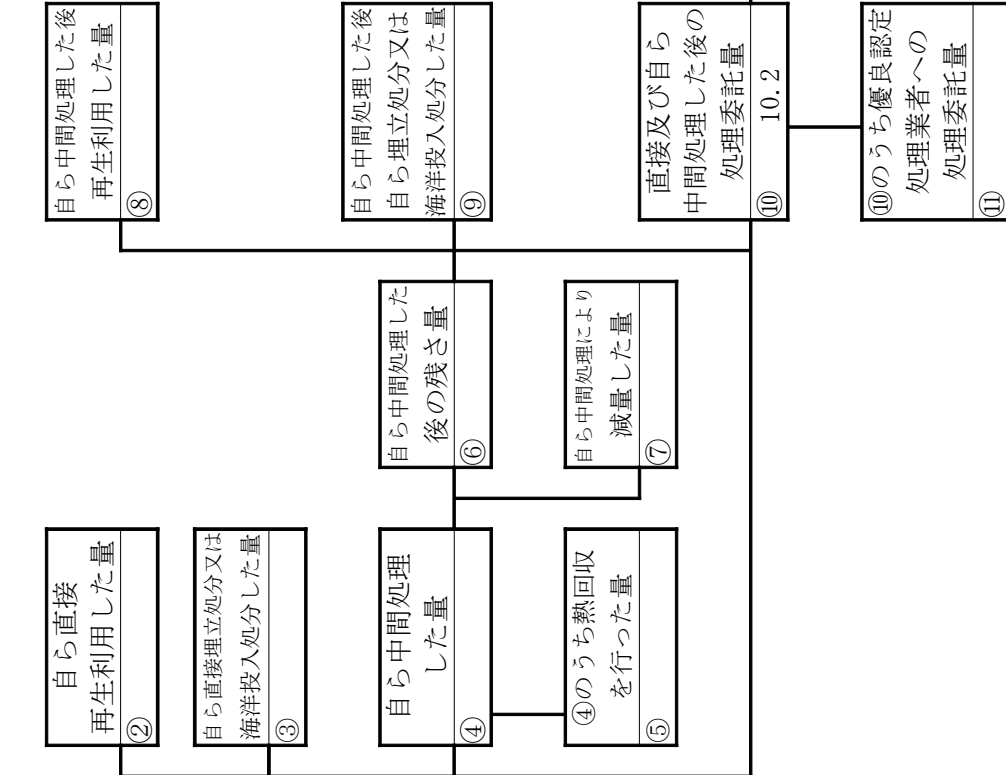 自ら直接
再生利用した量
②
自ら直接埋立処分又は
海洋投入処分した量
③
自ら中間処理
した量
④
④のうち熱回収
を行った量
⑤
自ら中間処理した
後の残さ量
⑥
自ら中間処理により
減量した量
⑦
自ら中間処理した後
再生利用した量
⑧
自ら中間処理した後
自ら埋立処分又は
海洋投入処分した量
⑨
直接及び自ら
中間処理した後の
処理委託量
⑩
10.2
⑩のうち優良認定
処理業者への
処理委託量
⑪